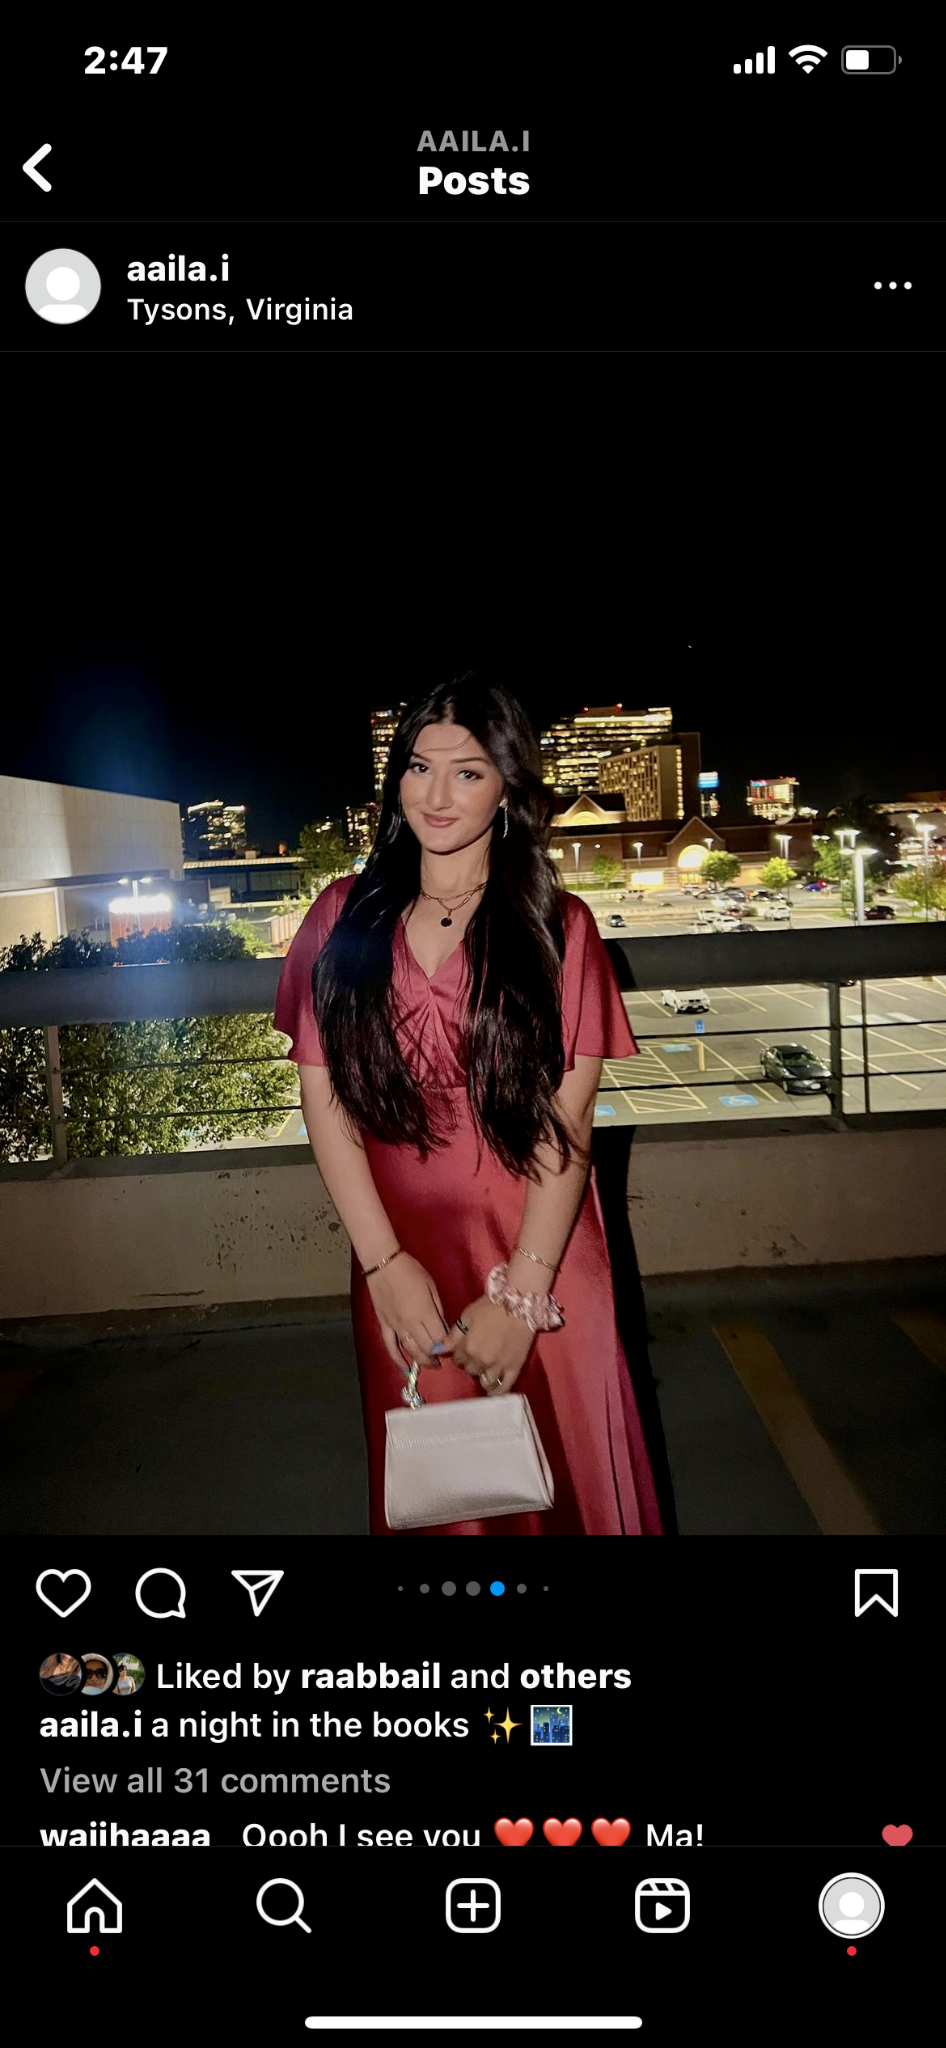 2:47
AAILA.I
Posts
aaila.i
Tysons, Virginia
Liked by raabbail and others
aaila.i a night in the books ✨🌃
View all 31 comments
waiihaaaa Oooh I see you ❤️❤️❤️ Ma!